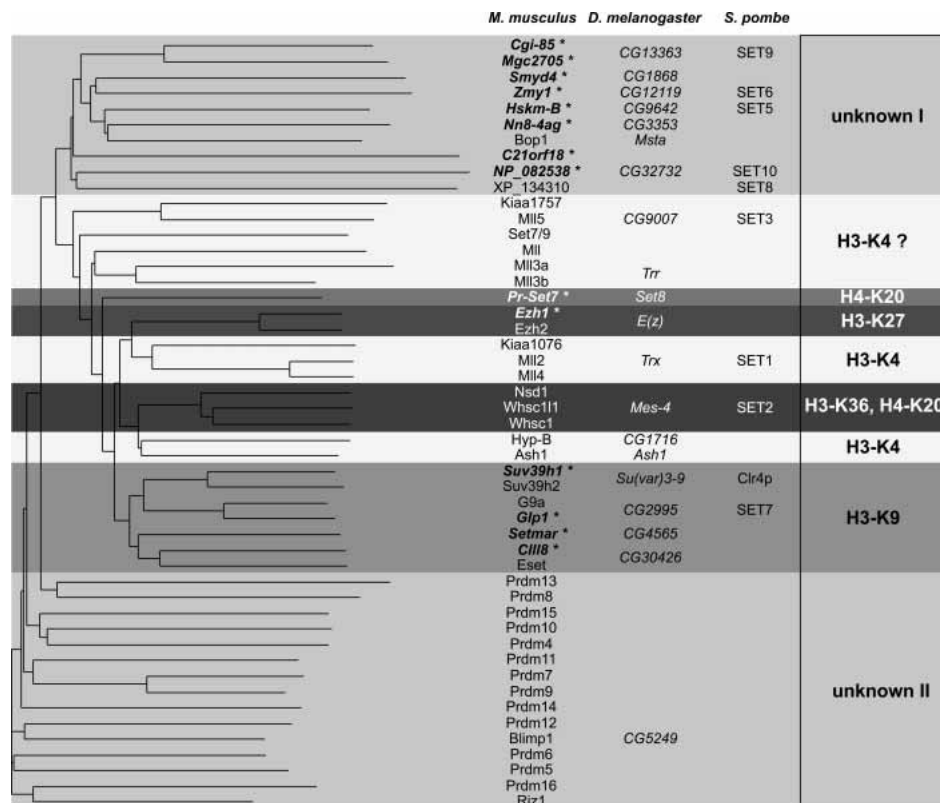 M. musculus D. melanogaster S. pombe
Cgi-85 *
CG13363 SET9
Mgc2705 *
Smyd4 * CG1868
Zmy1 * CG12119 SET6
Hskm-B * CG9642 SET5
unknown I
Nn8-4ag * CG3353
Bop1 Msta
C21orf18 *
NP_082538 * CG32732 SET10
XP_134310 SET8
Kiaa1757
Mll5 CG9007 SET3
Set7/9
H3-K4 ?
Mll
Mll3a
Trr
Mll3b
Pr-Set7 * Set8 H4-K20
Ezh1 *
E(z) H3-K27
Ezh2
Kiaa1076
Mll2 Trx SET1 H3-K4
Mll4
Nsd1
Whsc1l1 Mes-4 SET2 H3-K36, H4-K20
Whsc1
Hyp-B CG1716
H3-K4
Ash1 Ash1
Suv39h1 *
Su(var)3-9 Clr4p
Suv39h2
G9a
CG2995 SET7
Glp1 *
H3-K9
Setmar * CG4565
Clll8 *
CG30426
Eset
Prdm13
Prdm8
Prdm15
Prdm10
Prdm4
Prdm11
Prdm7
Prdm9
unknown II
Prdm14
Prdm12
Blimp1 CG5249
Prdm6
Prdm5
Prdm16
Riz1